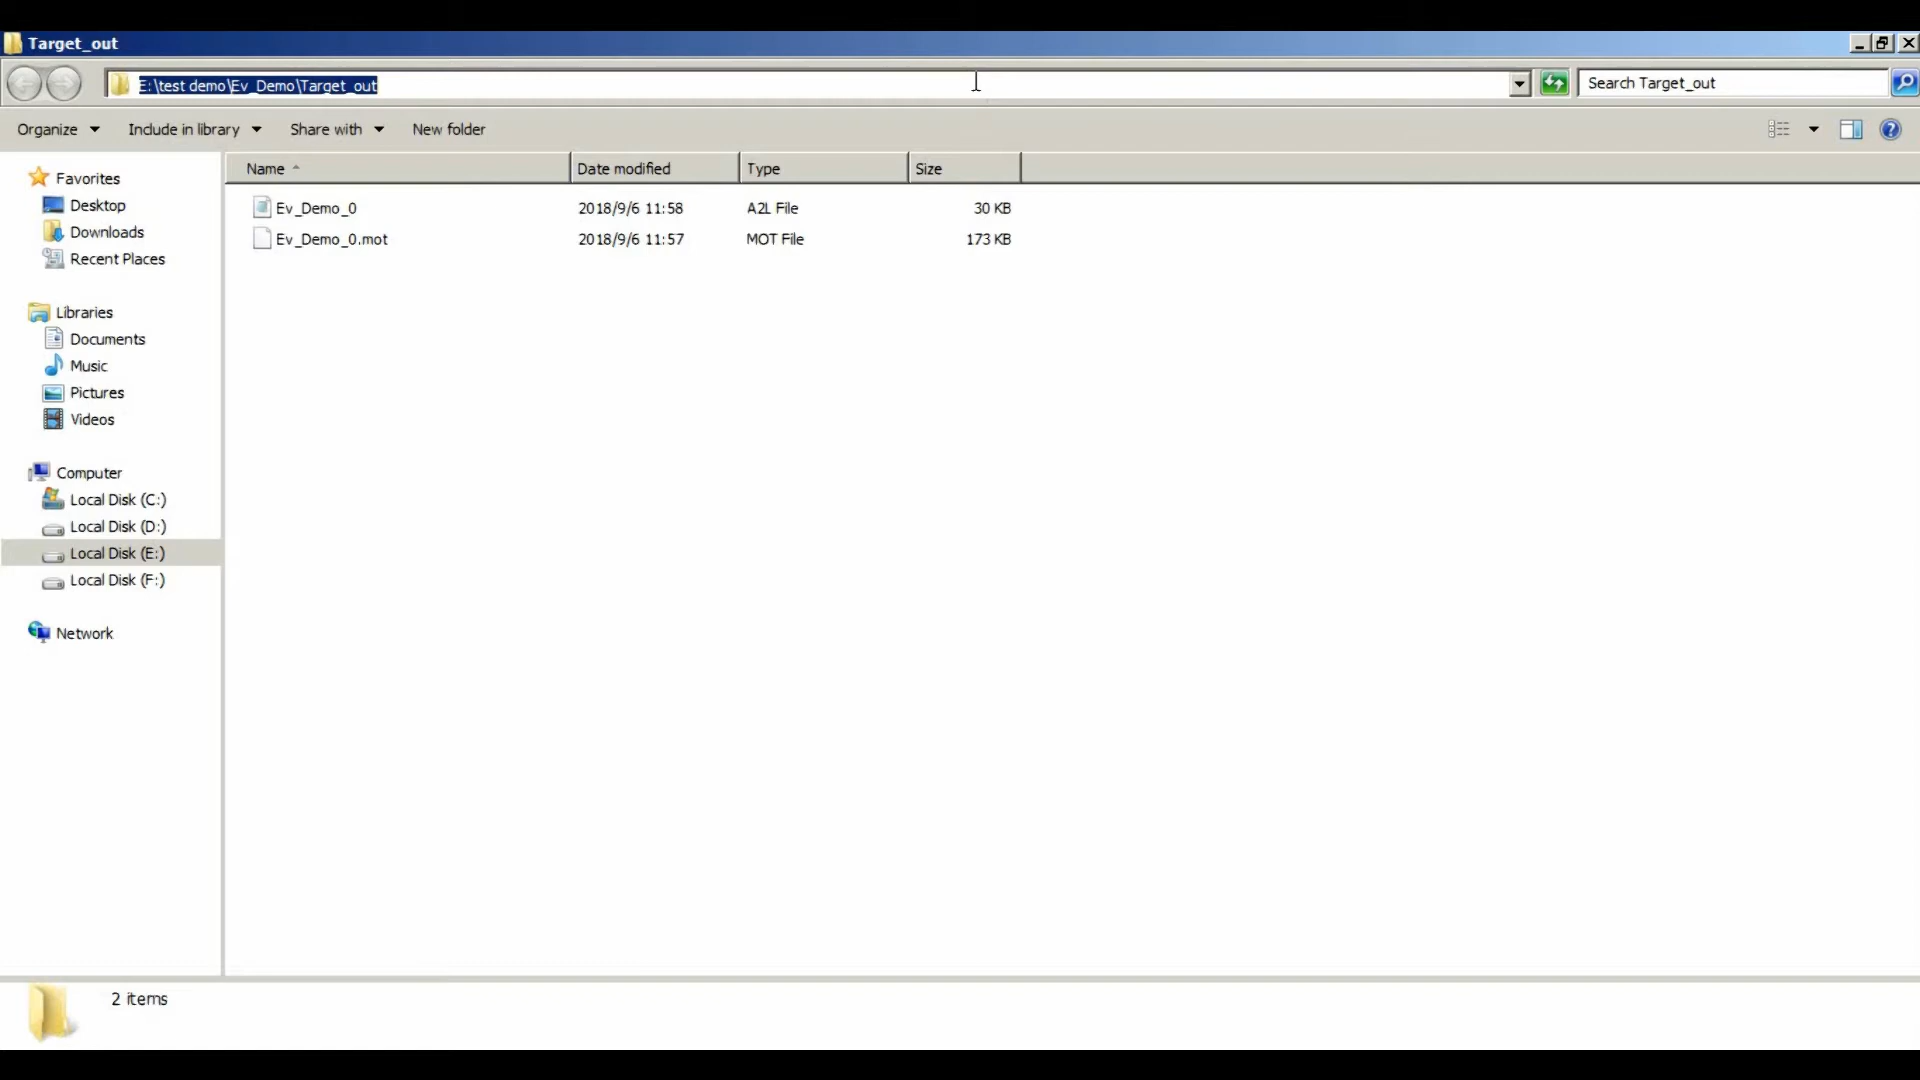 Target_out
E:\test demo\Ev_Demo\Target_out
Search Target_out
Organize
Include in library
Share with
New folder
Favorites
Desktop
Downloads
Recent Places
Libraries
Documents
Music
Pictures
Videos
Computer
Local Disk (C:)
Local Disk (D:)
Local Disk (E:)
Local Disk (F:)
Network
Name Date modified Type Size
Ev_Demo_0 2018/9/6 11:58 A2L File 30 KB
Ev_Demo_0.mot 2018/9/6 11:57 MOT File 173 KB
2 items